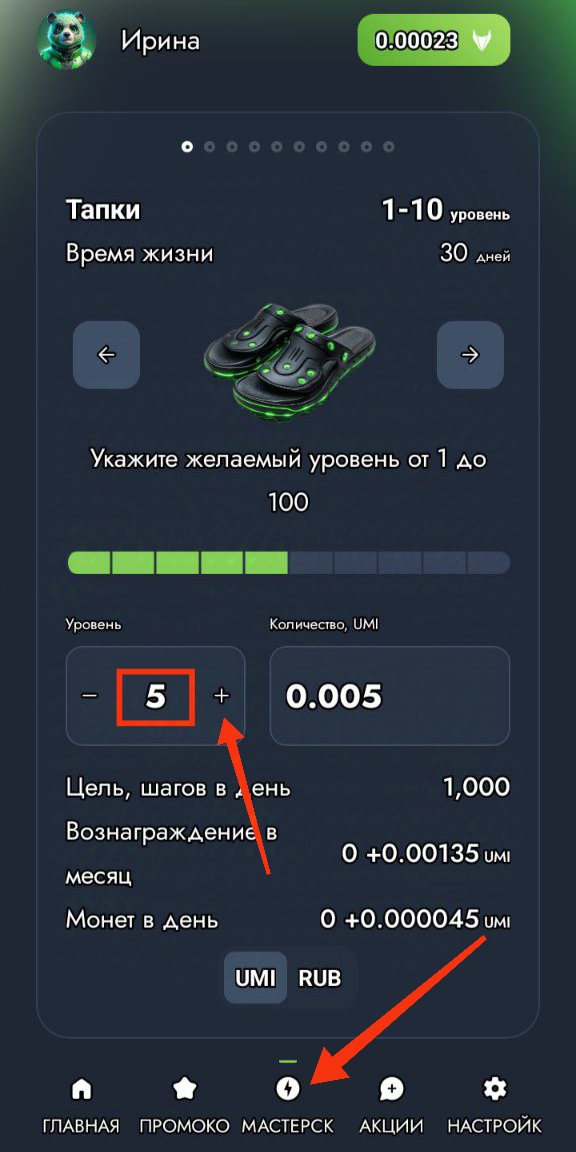 Ирина
0.00023
Тапки
1-10 уровень
Время жизни
30 дней
Укажите желаемый уровень от 1 до
100
Уровень
Количество, UMI
− 5 +
0.005
Цель, шагов в день
1,000
Вознаграждение в
месяц
0 +0.00135 UMI
Монет в день
0 +0.000045 UMI
UMI RUB
ГЛАВНАЯ ПРОМОКО МАСТЕРСК АКЦИИ НАСТРОЙК